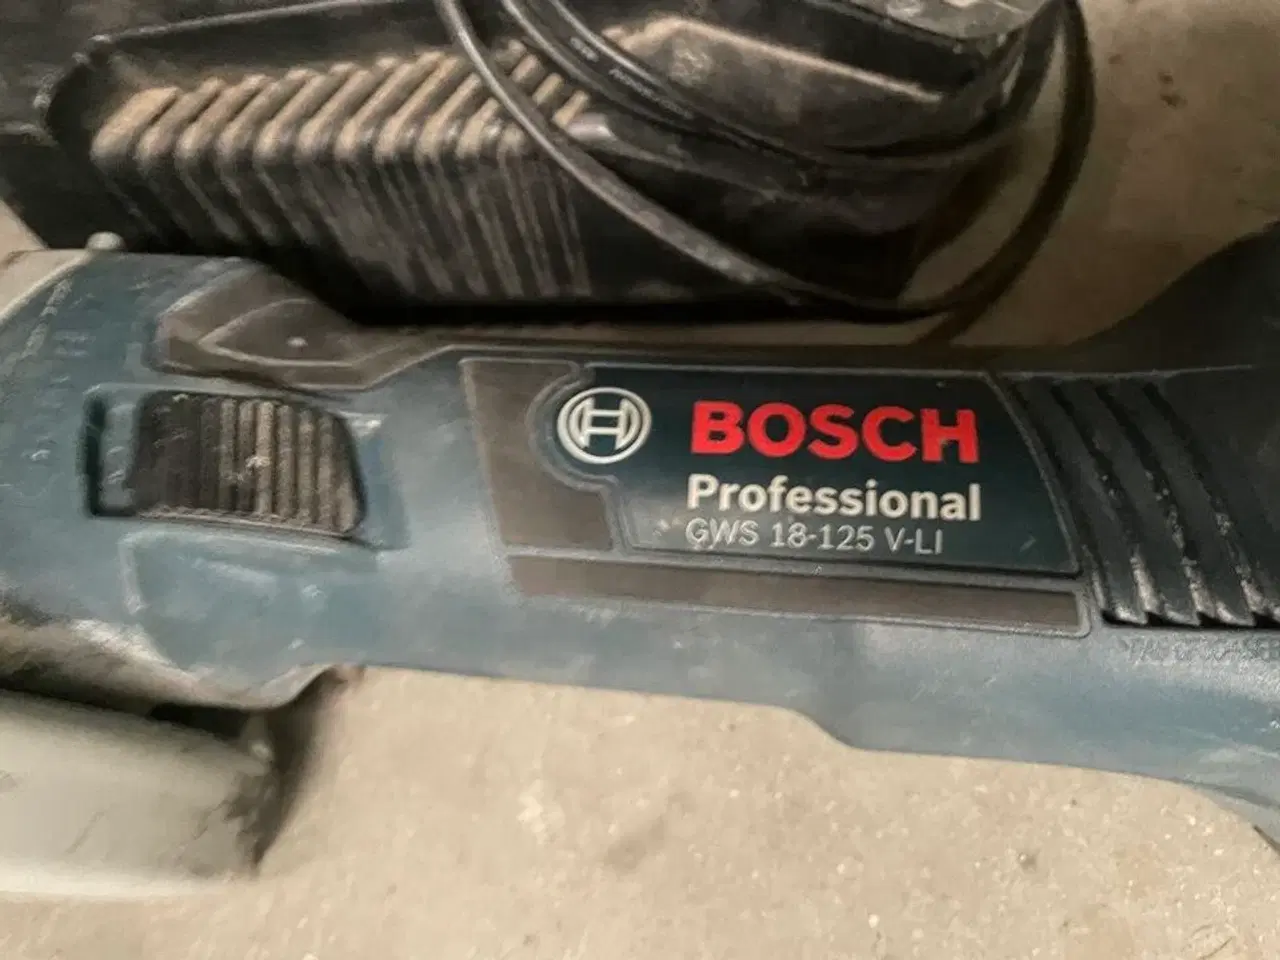 BOSCH
Professional
GWS 18-125 V-LI